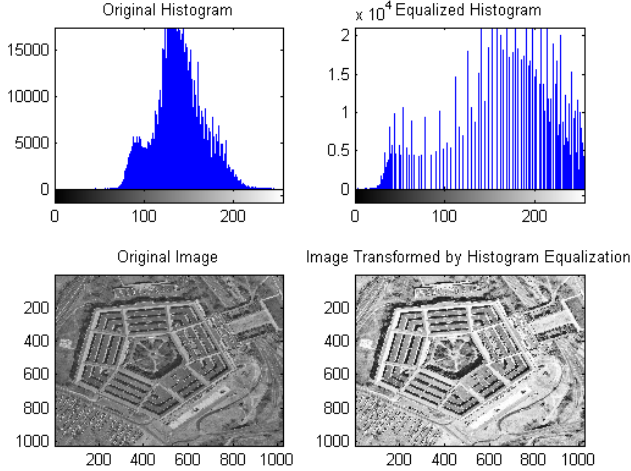 Original Histogram
15000
10000
5000
0
0 100 200
x 10^4 Equalized Histogram
2
1.5
1
0.5
0
0 100 200
Original Image
200
400
600
800
1000
200 400 600 800 1000
Image Transformed by Histogram Equalization
200
400
600
800
1000
200 400 600 800 1000